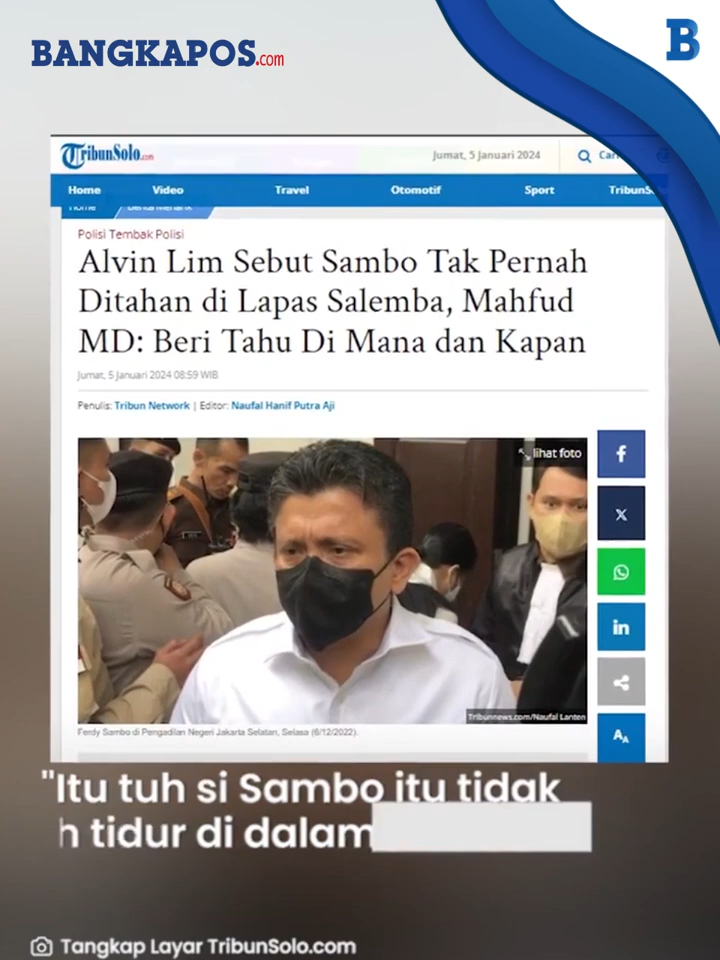 BANGKAPOS.com
B
TribunSolo.com
Jumat, 5 Januari 2024
Cari
Home Video Travel Otomotif Sport
Home
Polisi Tembak Polisi
Alvin Lim Sebut Sambo Tak Pernah
Ditahan di Lapas Salemba, Mahfud
MD: Beri Tahu Di Mana dan Kapan
Jumat, 5 Januari 2024 08:59 WIB
Penulis: Tribun Network | Editor: Naufal Hanif Putra Aji
lihat foto
Tribunnews.com/Naufal Lanten
Ferdy Sambo di Pengadilan Negeri Jakarta Selatan, Selasa (6/12/2022).
AA
"Itu tuh si Sambo itu tidak
h tidur di dalam
Tangkap Layar TribunSolo.com